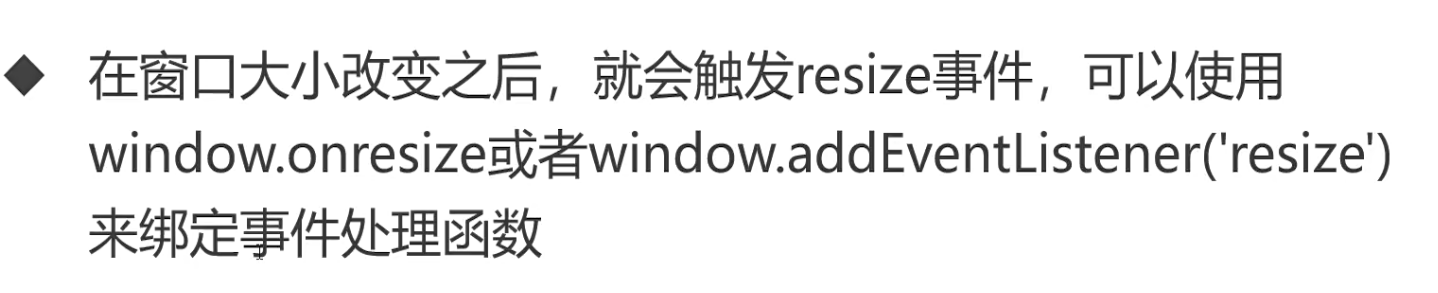 ◆ 在窗口大小改变之后，就会触发resize事件，可以使用
window.onresize或者window.addEventListener('resize')
来绑定事件处理函数